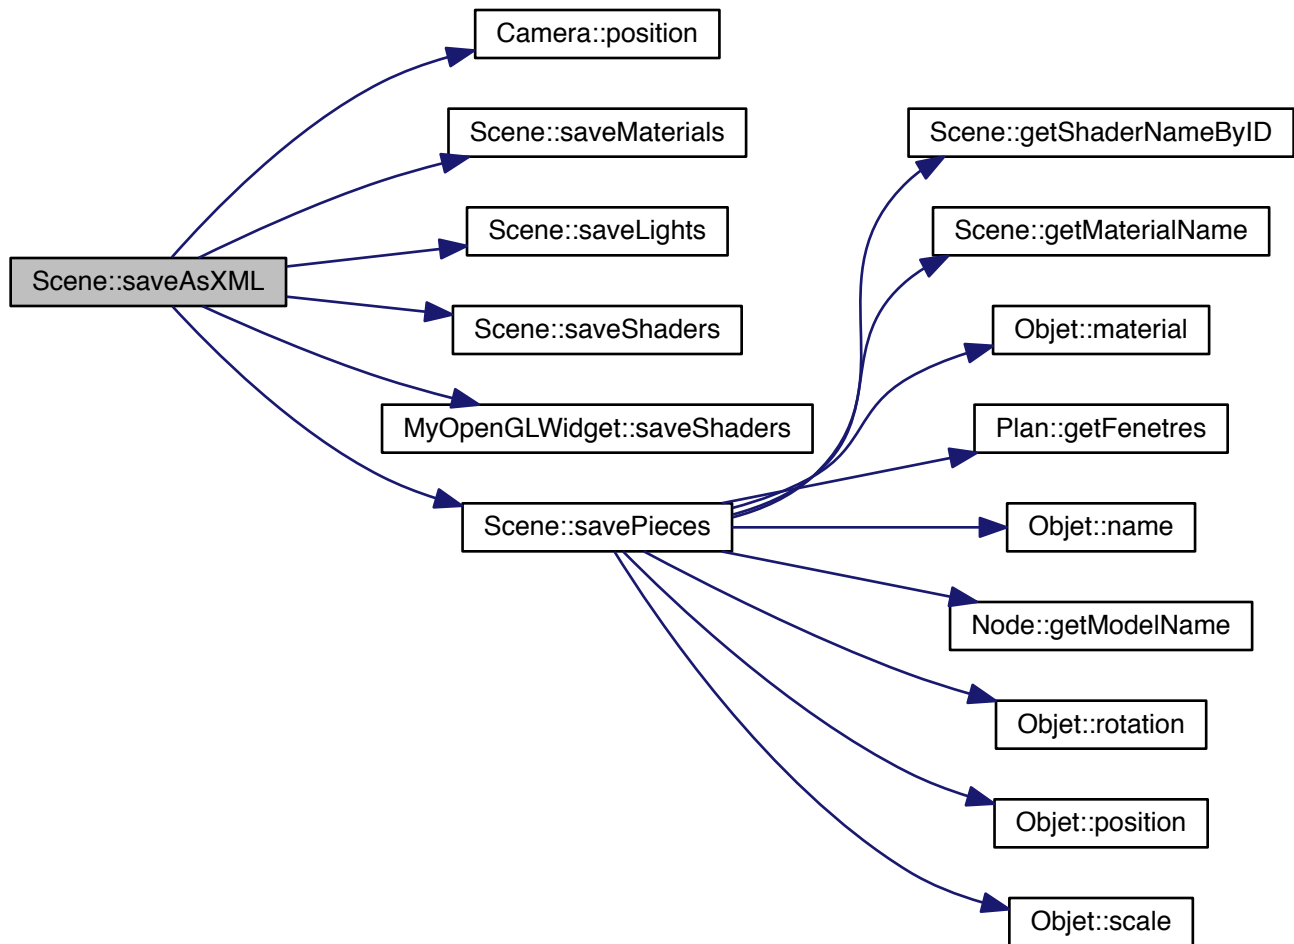 Camera::position
Scene::saveMaterials
Scene::getShaderNameByID
Scene::saveLights
Scene::getMaterialName
Scene::saveAsXML
Scene::saveShaders
Objet::material
MyOpenGLWidget::saveShaders
Plan::getFenetres
Scene::savePieces
Objet::name
Node::getModelName
Objet::rotation
Objet::position
Objet::scale